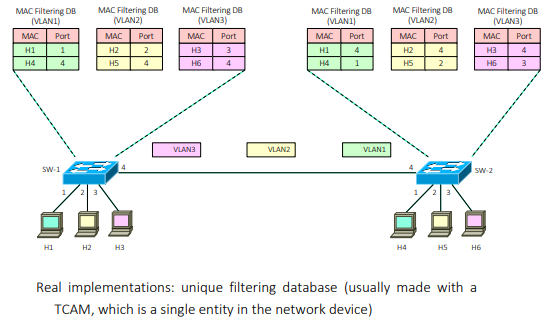 MAC Filtering DB
(VLAN1)
MAC Port
H1 1
H4 4
MAC Filtering DB
(VLAN2)
MAC Port
H2 2
H5 4
MAC Filtering DB
(VLAN3)
MAC Port
H3 3
H6 4
MAC Filtering DB
(VLAN1)
MAC Port
H1 4
H4 1
MAC Filtering DB
(VLAN2)
MAC Port
H2 4
H5 2
MAC Filtering DB
(VLAN3)
MAC Port
H3 4
H6 3
VLAN3
VLAN2
VLAN1
SW-1
4
1 2 3
H1 H2 H3
4
SW-2
1 2 3
H4 H5 H6
Real implementations: unique filtering database (usually made with a
TCAM, which is a single entity in the network device)